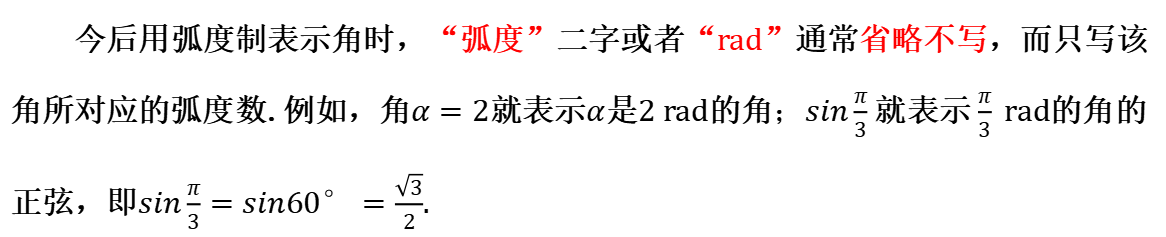 今后用弧度制表示角时，“弧度”二字或者“rad”通常省略不写，而只写该
角所对应的弧度数. 例如，角α = 2就表示α是2 rad的角；sin π/3 就表示 π/3 rad的角的
正弦，即sin π/3 = sin60° = √3/2.